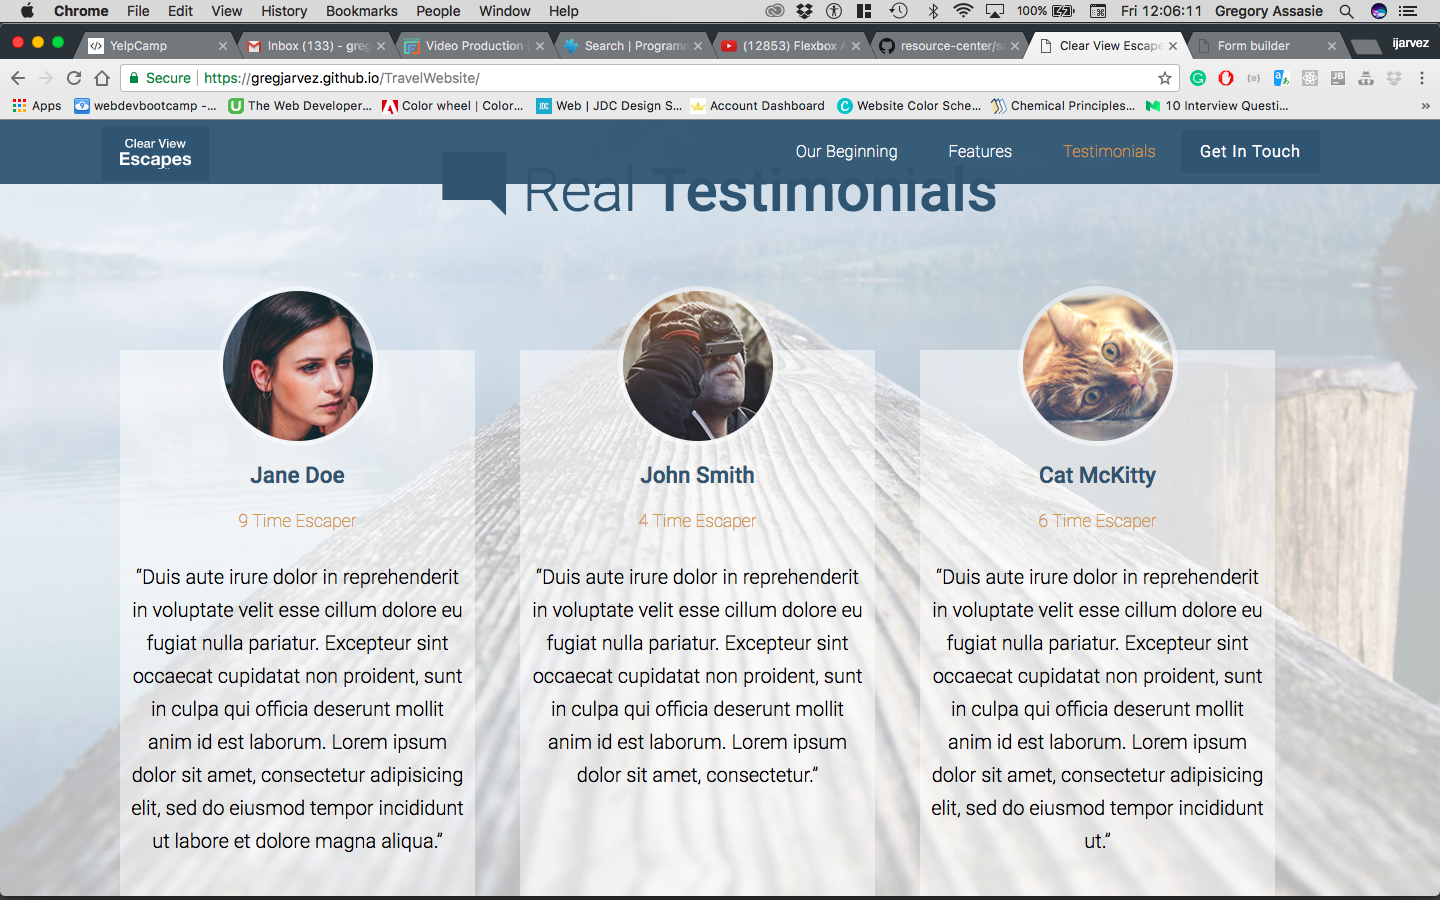 Chrome File Edit View History Bookmarks People Window Help 100% Fri 12:06:11 Gregory Assasie
YelpCamp Inbox (133) - greg Video Production Search | Programm (12853) Flexbox A resource-center/s Clear View Escape Form builder ijarvez
Secure https://gregjarvez.github.io/TravelWebsite/
Apps webdevbootcamp -... The Web Developer... Color wheel | Color... Web | JDC Design S... Account Dashboard Website Color Sche... Chemical Principles... 10 Interview Questi... »
Clear View
Escapes
Our Beginning Features Testimonials Get In Touch
Real Testimonials
Jane Doe
9 Time Escaper
“Duis aute irure dolor in reprehenderit
in voluptate velit esse cillum dolore eu
fugiat nulla pariatur. Excepteur sint
occaecat cupidatat non proident, sunt
in culpa qui officia deserunt mollit
anim id est laborum. Lorem ipsum
dolor sit amet, consectetur adipisicing
elit, sed do eiusmod tempor incididunt
ut labore et dolore magna aliqua.”
John Smith
4 Time Escaper
“Duis aute irure dolor in reprehenderit
in voluptate velit esse cillum dolore eu
fugiat nulla pariatur. Excepteur sint
occaecat cupidatat non proident, sunt
in culpa qui officia deserunt mollit
anim id est laborum. Lorem ipsum
dolor sit amet, consectetur.”
Cat McKitty
6 Time Escaper
“Duis aute irure dolor in reprehenderit
in voluptate velit esse cillum dolore eu
fugiat nulla pariatur. Excepteur sint
occaecat cupidatat non proident, sunt
in culpa qui officia deserunt mollit
anim id est laborum. Lorem ipsum
dolor sit amet, consectetur adipisicing
elit, sed do eiusmod tempor incididunt
ut.”